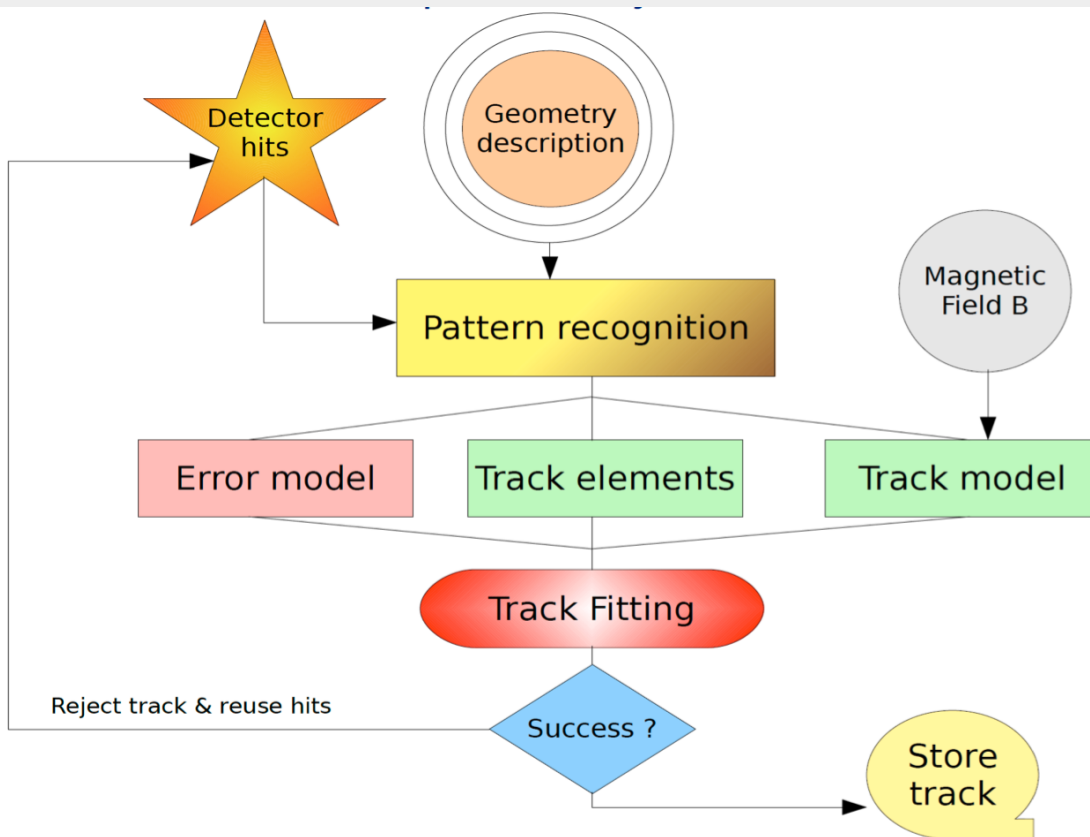 Detector
hits
Geometry
description
Magnetic
Field B
Pattern recognition
Error model
Track elements
Track model
Track Fitting
Reject track & reuse hits
Success ?
Store
track